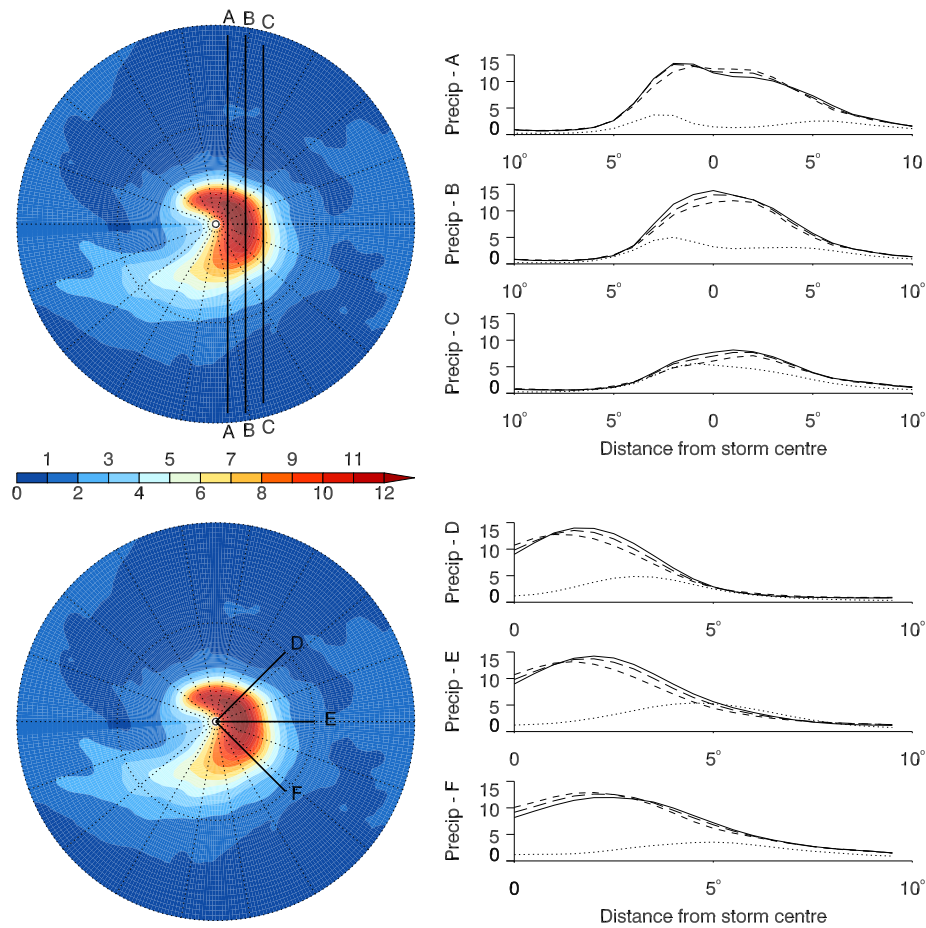 A B C
A B C
1 3 5 7 9 11
0 2 4 6 8 10 12
D
E
F
Precip - A
15
10
5
0
10° 5° 0 5° 10
Precip - B
15
10
5
0
10° 5° 0 5° 10°
Precip - C
15
10
5
0
10° 5° 0 5° 10°
Distance from storm centre
Precip - D
15
10
5
0
0 5° 10°
Precip - E
15
10
5
0
0 5° 10°
Precip - F
15
10
5
0
0 5° 10°
Distance from storm centre